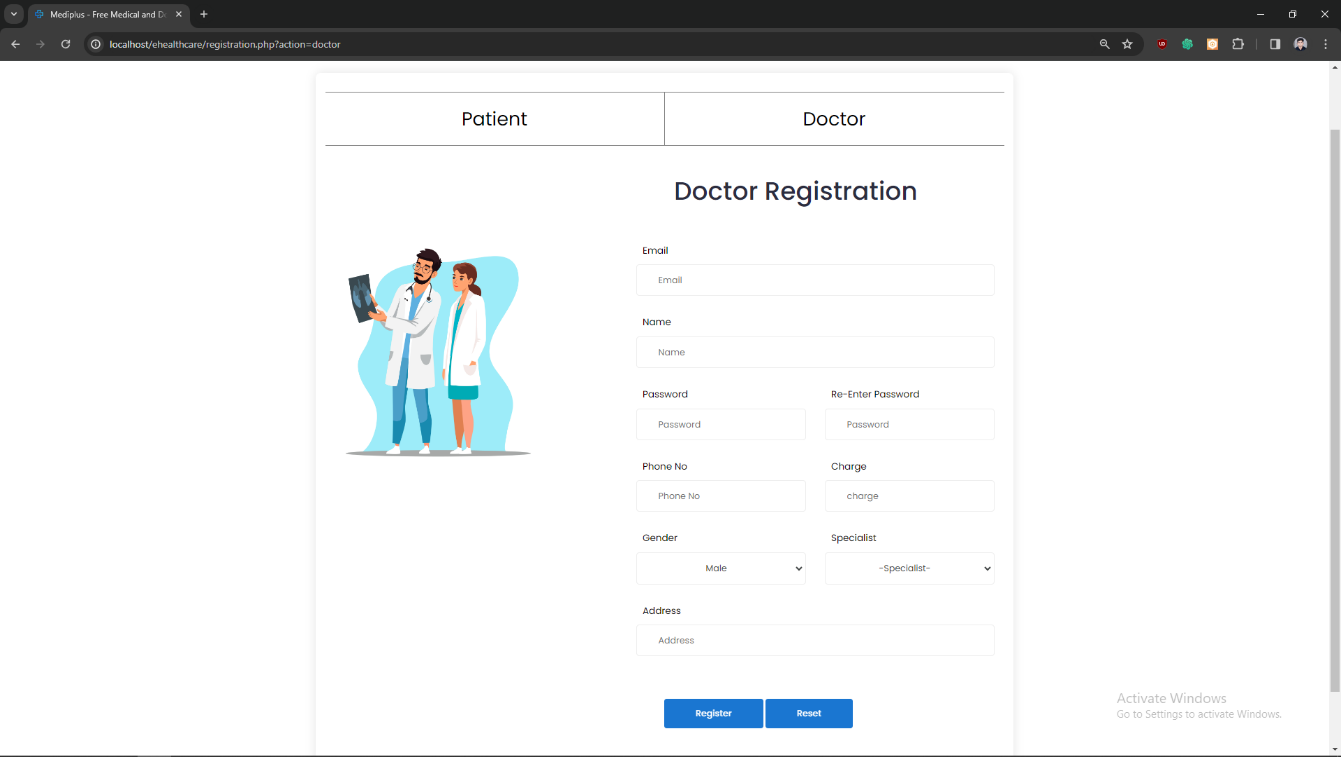 Mediplus - Free Medical and Do
localhost/ehealthcare/registration.php?action=doctor
Patient
Doctor
Doctor Registration
Email
Email
Name
Name
Password
Re-Enter Password
Password
Password
Phone No
Charge
Phone No
charge
Gender
Specialist
Male
-Specialist-
Address
Address
Register
Reset
Activate Windows
Go to Settings to activate Windows.